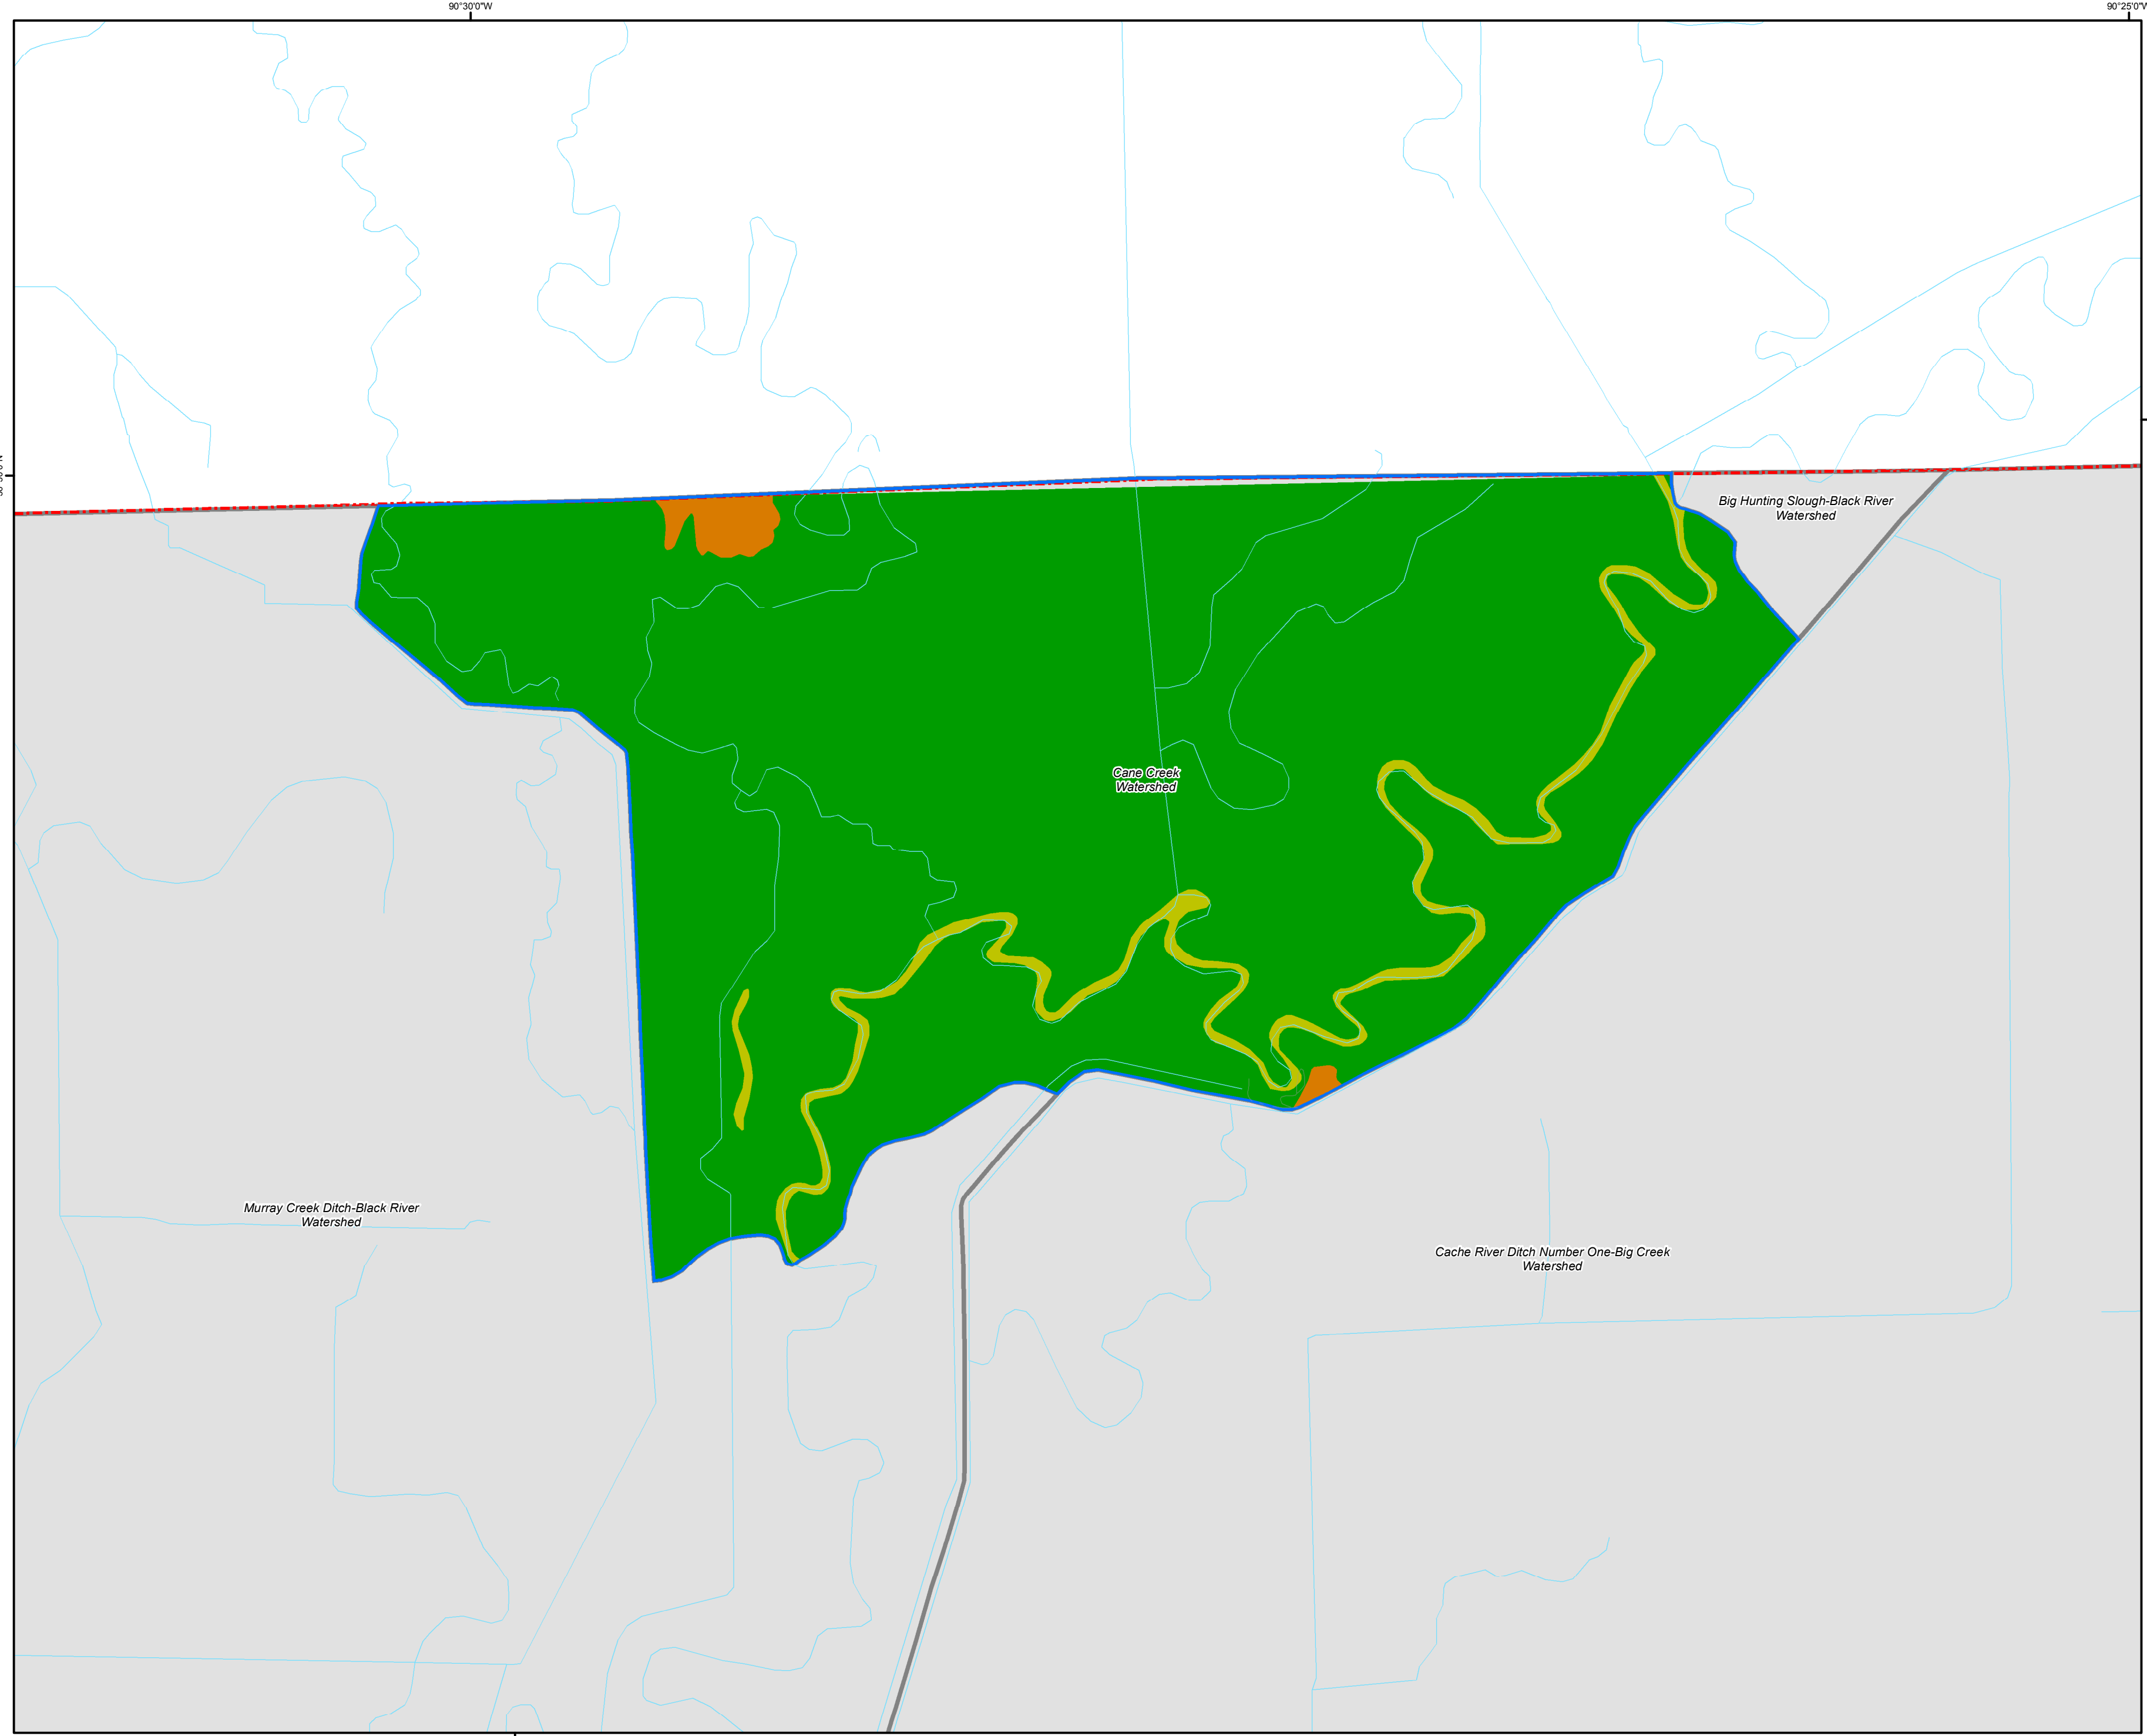 90°30'0"W
90°25'0"W
Big Hunting Slough-Black River
Watershed
Cane Creek
Watershed
Murray Creek Ditch-Black River
Watershed
Cache River Ditch Number One-Big Creek
Watershed